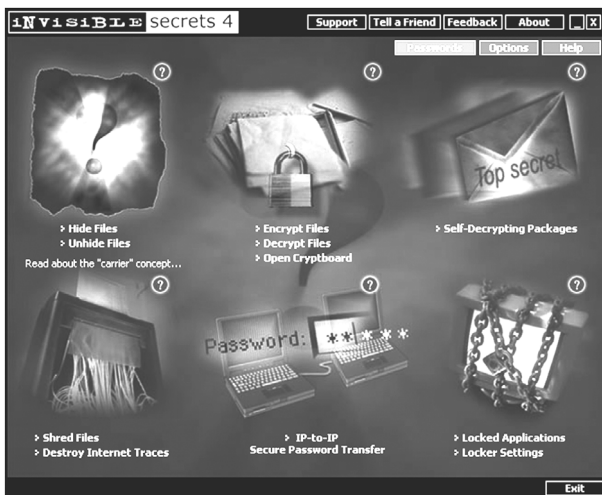 iNVisiBLE secrets 4
Support Tell a Friend Feedback About _ X
Passwords Options Help
? ? ?
Top secret
> Hide Files
> Unhide Files
Read about the "carrier" concept...
> Encrypt Files
> Decrypt Files
> Open Cryptboard
> Self-Decrypting Packages
? ? ?
Password: ** * * *
> Shred Files
> Destroy Internet Traces
> IP-to-IP
Secure Password Transfer
> Locked Applications
> Locker Settings
Exit